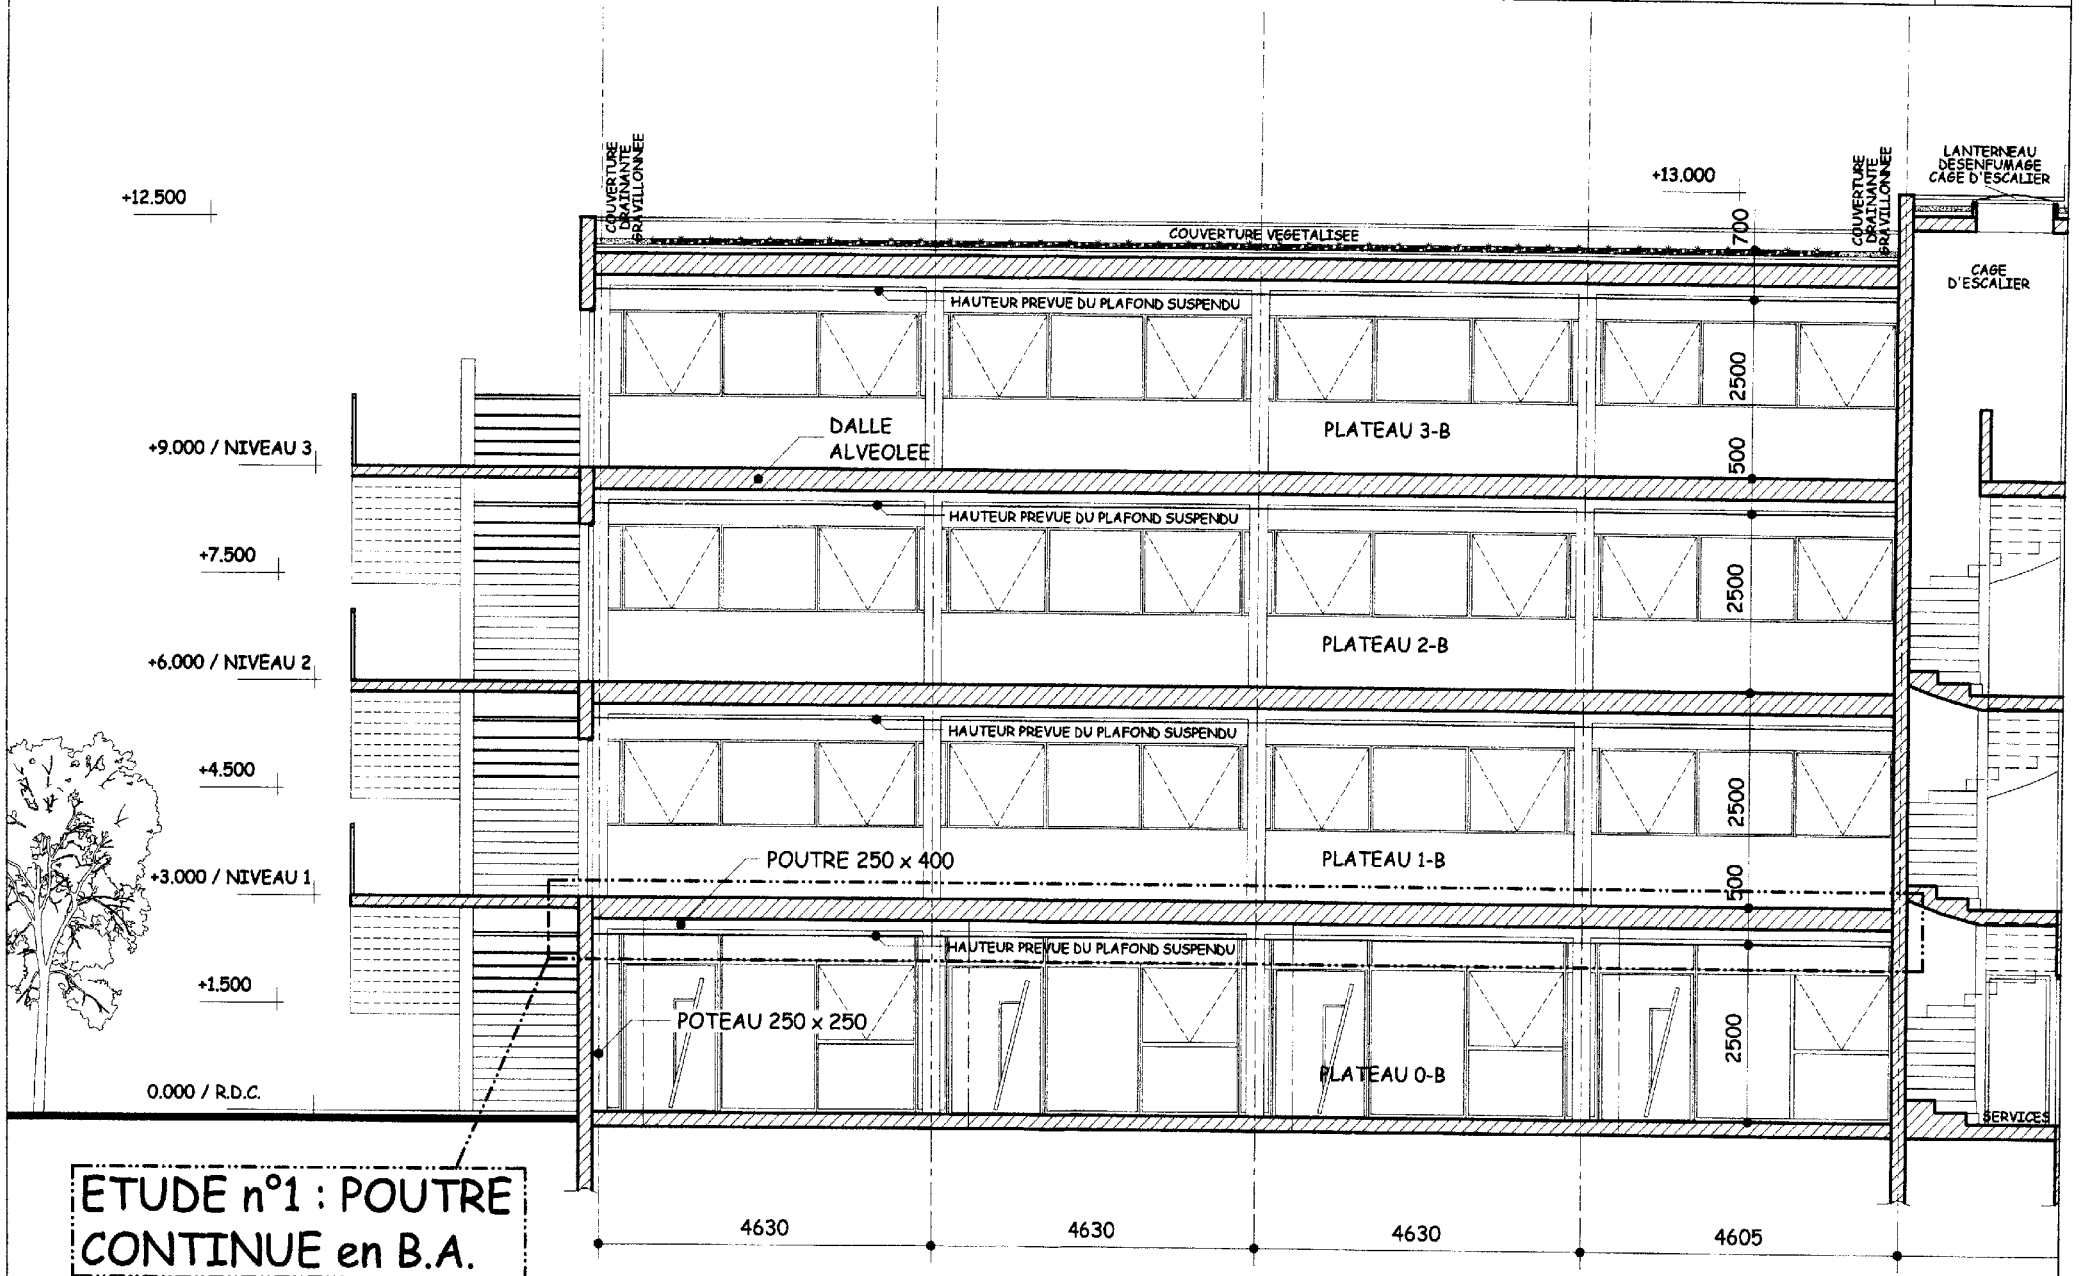 COUVERTURE
DRAINANTE
GRAVILLONNEE
+12.500
+13.000
700
COUVERTURE
DRAINANTE
GRAVILLONNEE
LANTERNEAU
DESENFUMAGE
CAGE D'ESCALIER
COUVERTURE VEGETALISEE
CAGE
D'ESCALIER
HAUTEUR PREVUE DU PLAFOND SUSPENDU
2500
DALLE
ALVEOLEE
PLATEAU 3-B
+9.000 / NIVEAU 3
500
HAUTEUR PREVUE DU PLAFOND SUSPENDU
+7.500
2500
PLATEAU 2-B
+6.000 / NIVEAU 2
HAUTEUR PREVUE DU PLAFOND SUSPENDU
+4.500
2500
POUTRE 250 x 400
PLATEAU 1-B
+3.000 / NIVEAU 1
500
HAUTEUR PREVUE DU PLAFOND SUSPENDU
+1.500
POTEAU 250 x 250
2500
PLATEAU 0-B
0.000 / R.D.C.
SERVICES
ETUDE n°1 : POUTRE
CONTINUE en B.A.
4630
4630
4630
4605